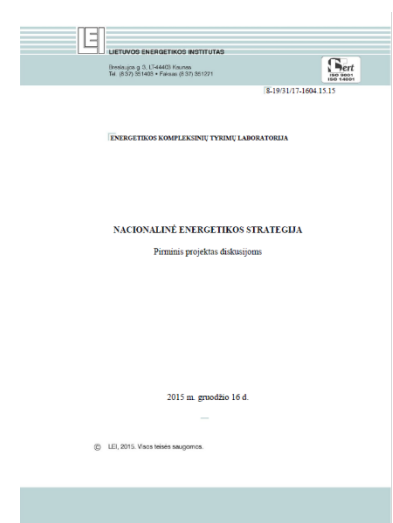 LEI
LIETUVOS ENERGETIKOS INSTITUTAS
Breslaujos g. 3, LT-44403 Kaunas
Tel. (8 37) 351403 • Faksas (8 37) 351271
Sert
ISO 9001
ISO 14001
8-19/31/17-1604.15.15
ENERGETIKOS KOMPLEKSINIŲ TYRIMŲ LABORATORIJA
NACIONALINĖ ENERGETIKOS STRATEGIJA
Pirminis projektas diskusijoms
2015 m. gruodžio 16 d.
© LEI, 2015. Visos teisės saugomos.